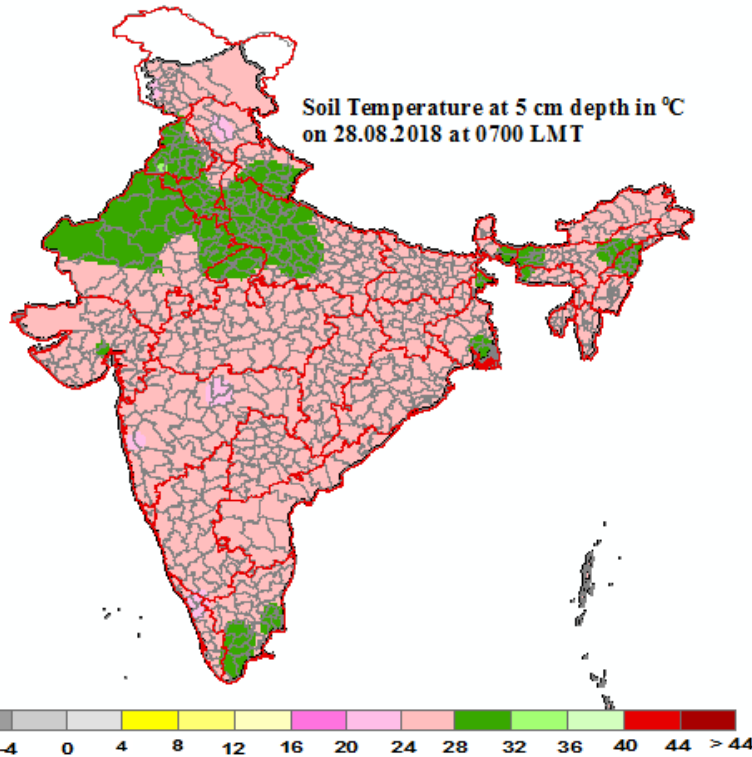 Soil Temperature at 5 cm depth in ⁰C
on 28.08.2018 at 0700 LMT
-4 0 4 8 12 16 20 24 28 32 36 40 44 > 44